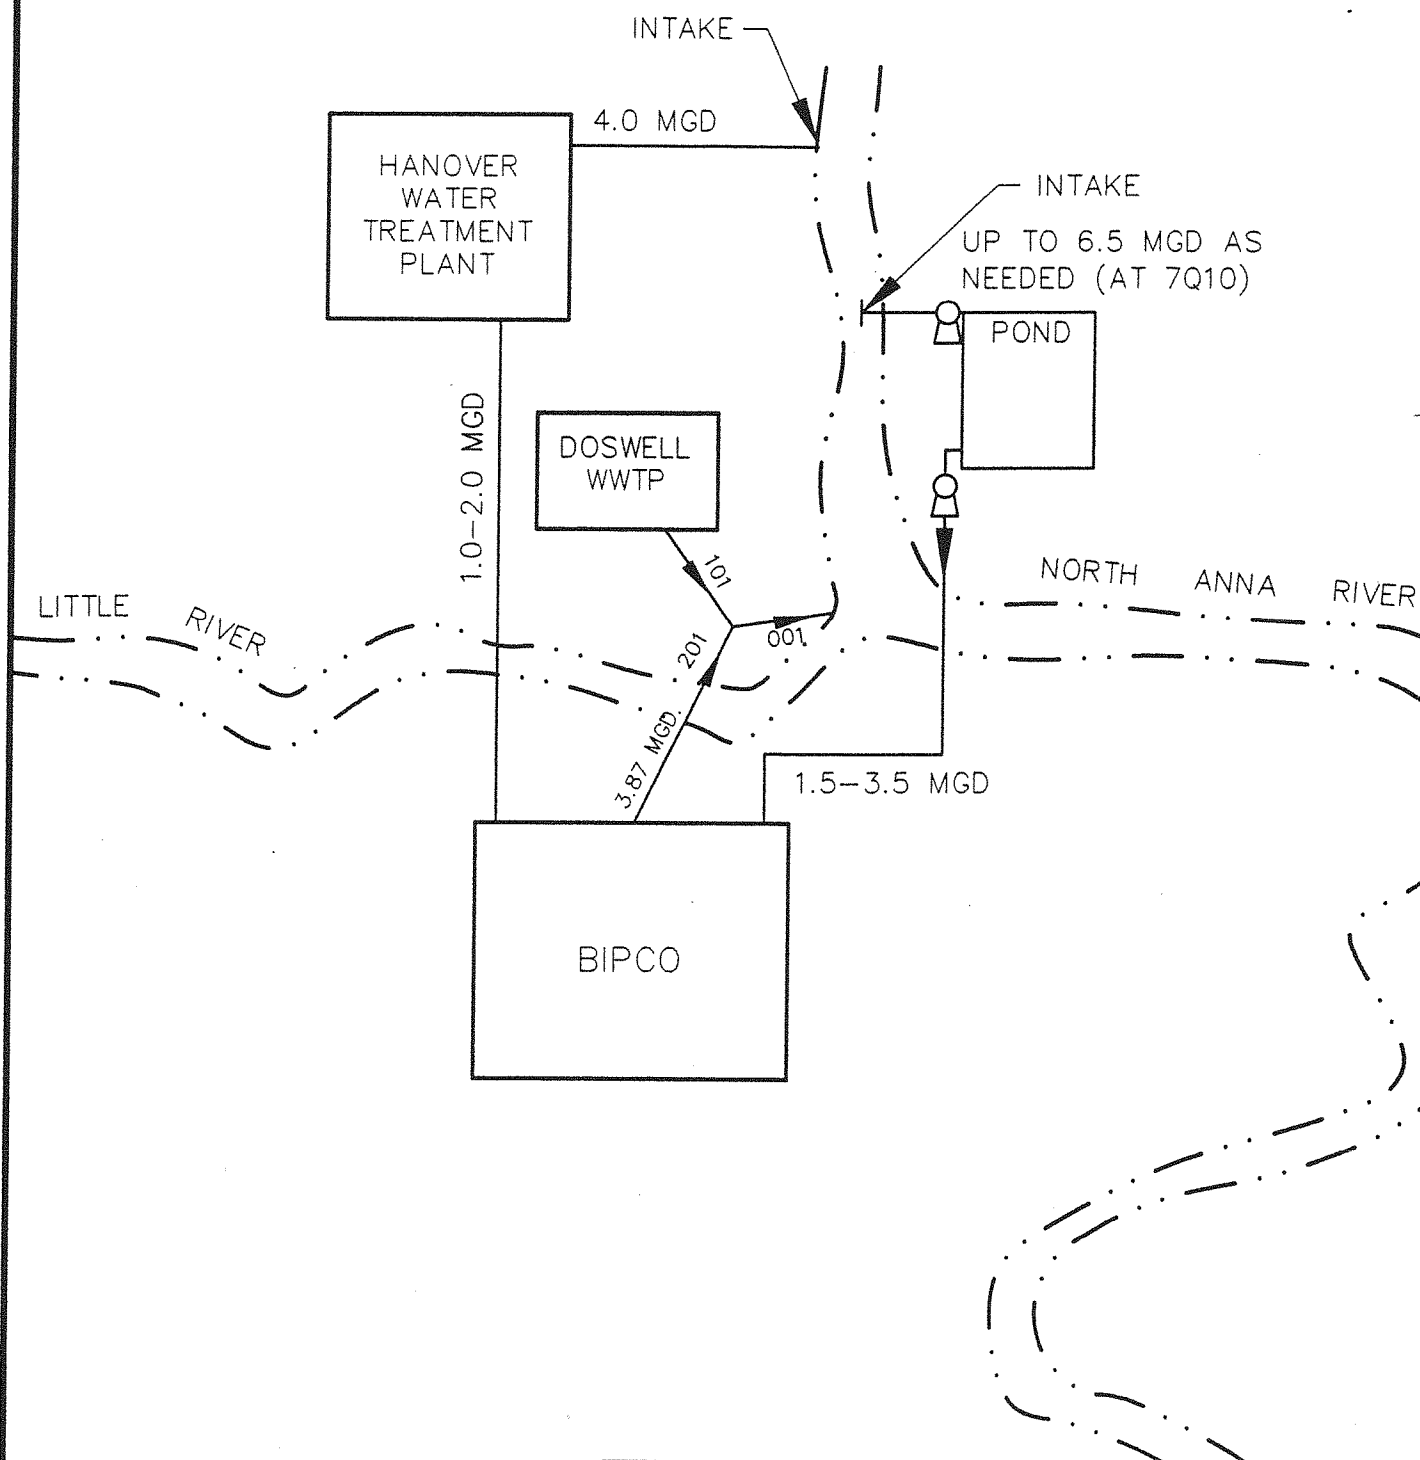 INTAKE
4.0 MGD
HANOVER
WATER
TREATMENT
PLANT
INTAKE
UP TO 6.5 MGD AS
NEEDED (AT 7Q10)
POND
1.0-2.0 MGD
DOSWELL
WWTP
101
NORTH ANNA RIVER
LITTLE RIVER
201
001
3.87 MGD.
1.5-3.5 MGD
BIPCO